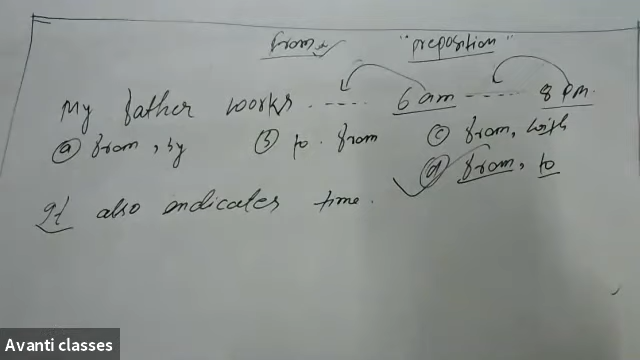 from "preposition"
My father works ..... 6 am ..... 8 pm.
(a) from, by (b) to. from (c) from, with
(d) from, to
It also indicates time.
Avanti classes